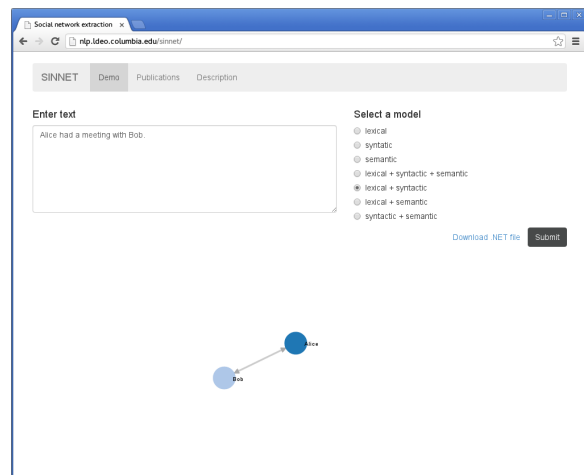 Social network extraction
nlp.ldeo.columbia.edu/sinnet/
SINNET Demo Publications Description
Enter text
Alice had a meeting with Bob.
Select a model
lexical
syntatic
semantic
lexical + syntactic + semantic
lexical + syntactic
lexical + semantic
syntactic + semantic
Download .NET file Submit
Alice
Bob